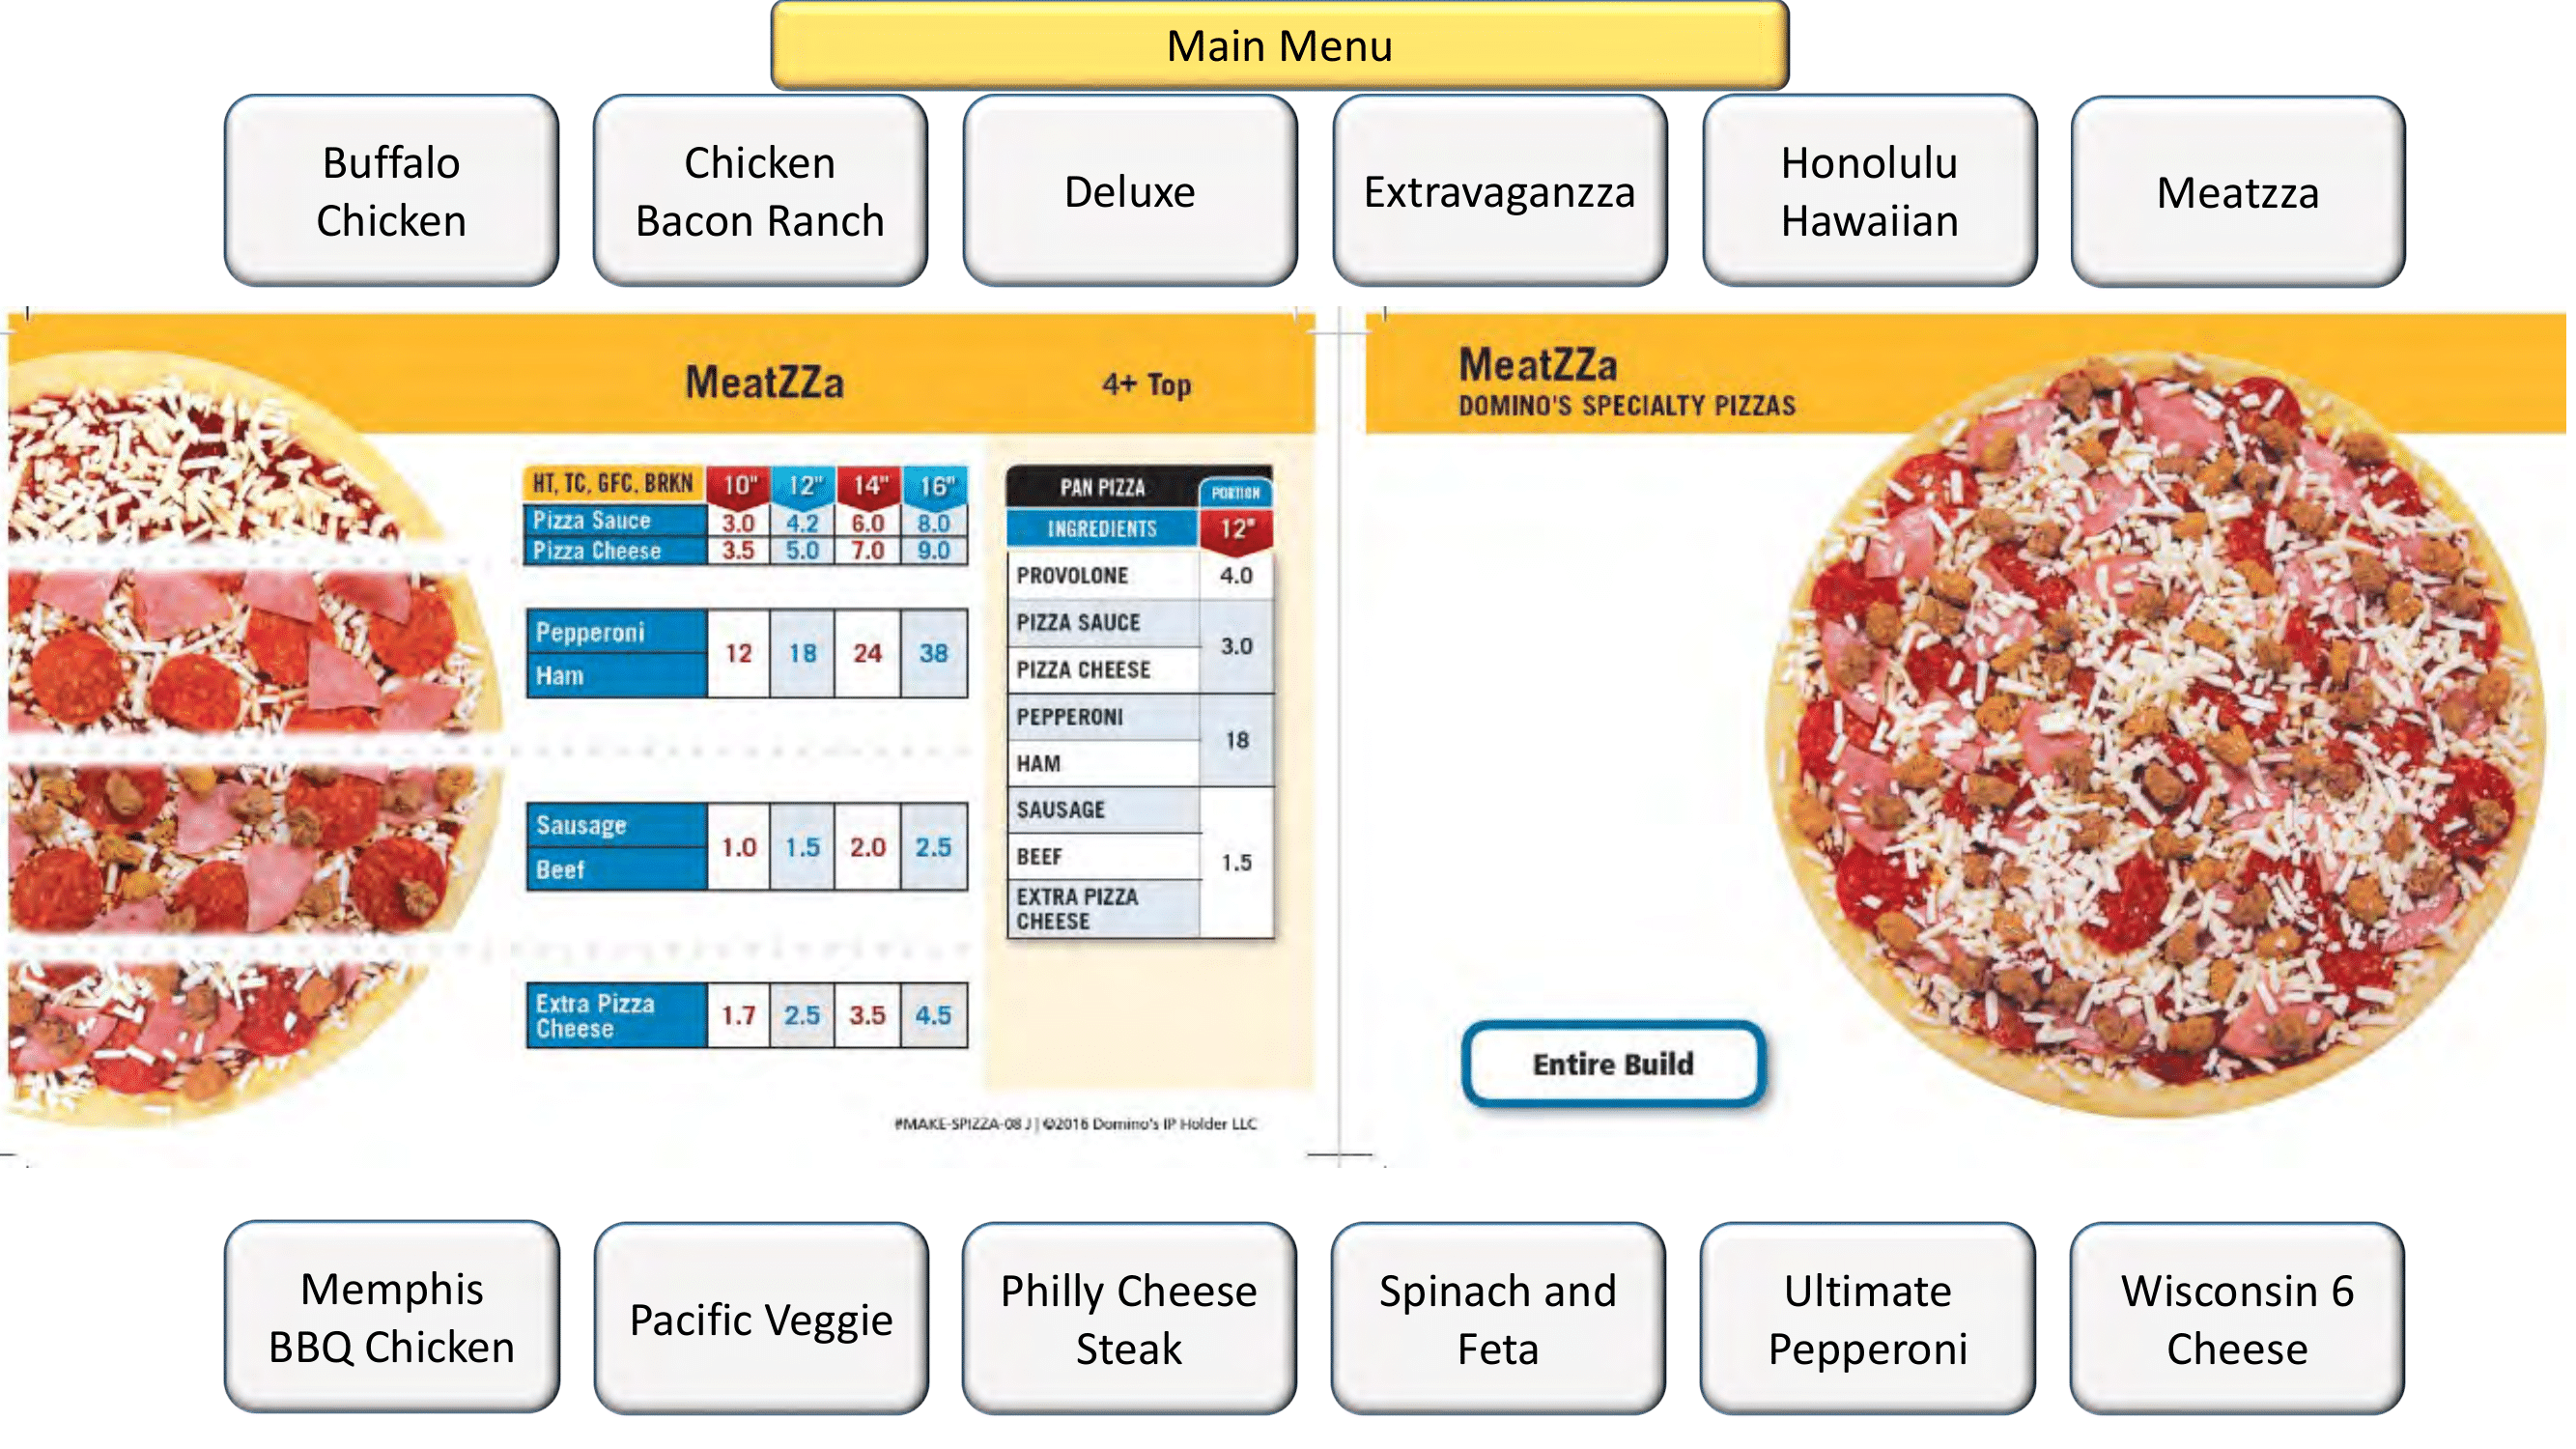 Main Menu
Buffalo
Chicken
Chicken
Bacon Ranch
Deluxe
Extravaganzza
Honolulu
Hawaiian
Meatzza
MeatZZa
4+ Top
HT, TC, GFC, BRKN 10" 12" 14" 16"
Pizza Sauce 3.0 4.2 6.0 8.0
Pizza Cheese 3.5 5.0 7.0 9.0
Pepperoni
Ham
12 18 24 38
Sausage
Beef
1.0 1.5 2.0 2.5
Extra Pizza
Cheese
1.7 2.5 3.5 4.5
PAN PIZZA PORTION
INGREDIENTS 12"
PROVOLONE 4.0
PIZZA SAUCE
PIZZA CHEESE
3.0
PEPPERONI
HAM
18
SAUSAGE
BEEF
EXTRA PIZZA
CHEESE
1.5
#MAKE-SPIZZA-08 J | ©2016 Domino's IP Holder LLC
MeatZZa
DOMINO'S SPECIALTY PIZZAS
Entire Build
Memphis
BBQ Chicken
Pacific Veggie
Philly Cheese
Steak
Spinach and
Feta
Ultimate
Pepperoni
Wisconsin 6
Cheese